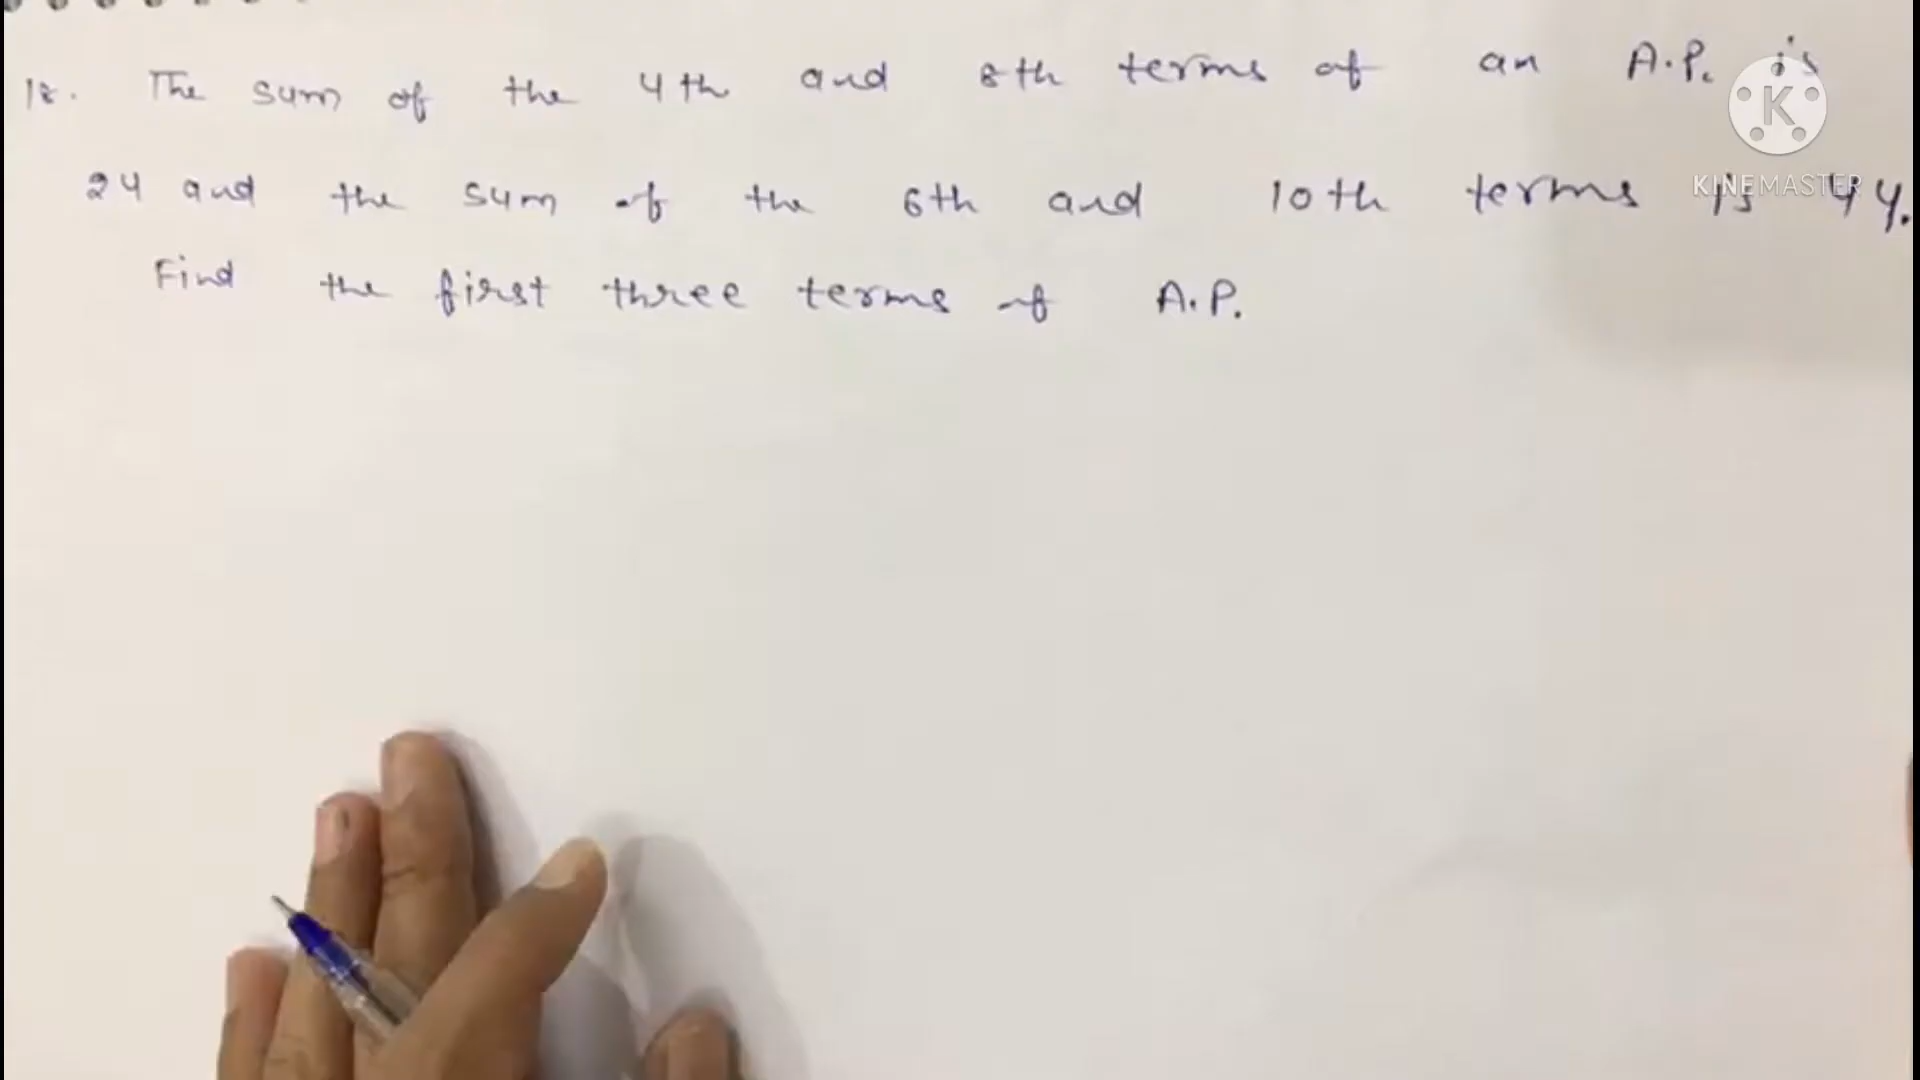 18. The sum of the 4th and 8th terms of an A.P. is
24 and the sum of the 6th and 10th terms is 44.
Find the first three terms of A.P.
K
KINEMASTER